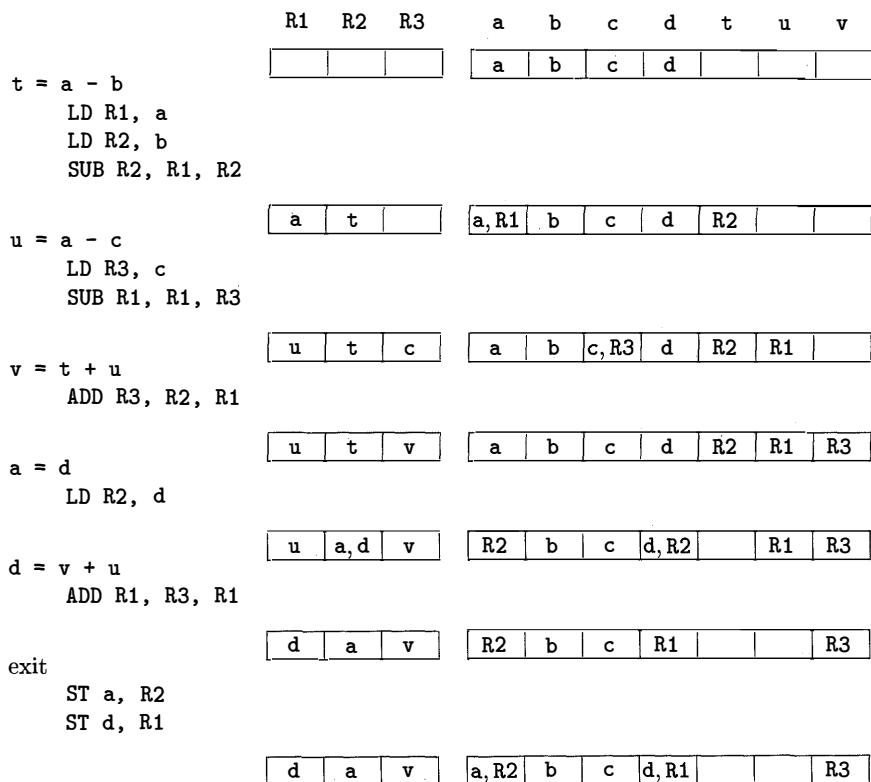 R1 R2 R3 a b c d t u v
a b c d
t = a - b
LD R1, a
LD R2, b
SUB R2, R1, R2
a t a, R1 b c d R2
u = a - c
LD R3, c
SUB R1, R1, R3
u t c a b c, R3 d R2 R1
v = t + u
ADD R3, R2, R1
u t v a b c d R2 R1 R3
a = d
LD R2, d
u a, d v R2 b c d, R2 R1 R3
d = v + u
ADD R1, R3, R1
d a v R2 b c R1 R3
exit
ST a, R2
ST d, R1
d a v a, R2 b c d, R1 R3